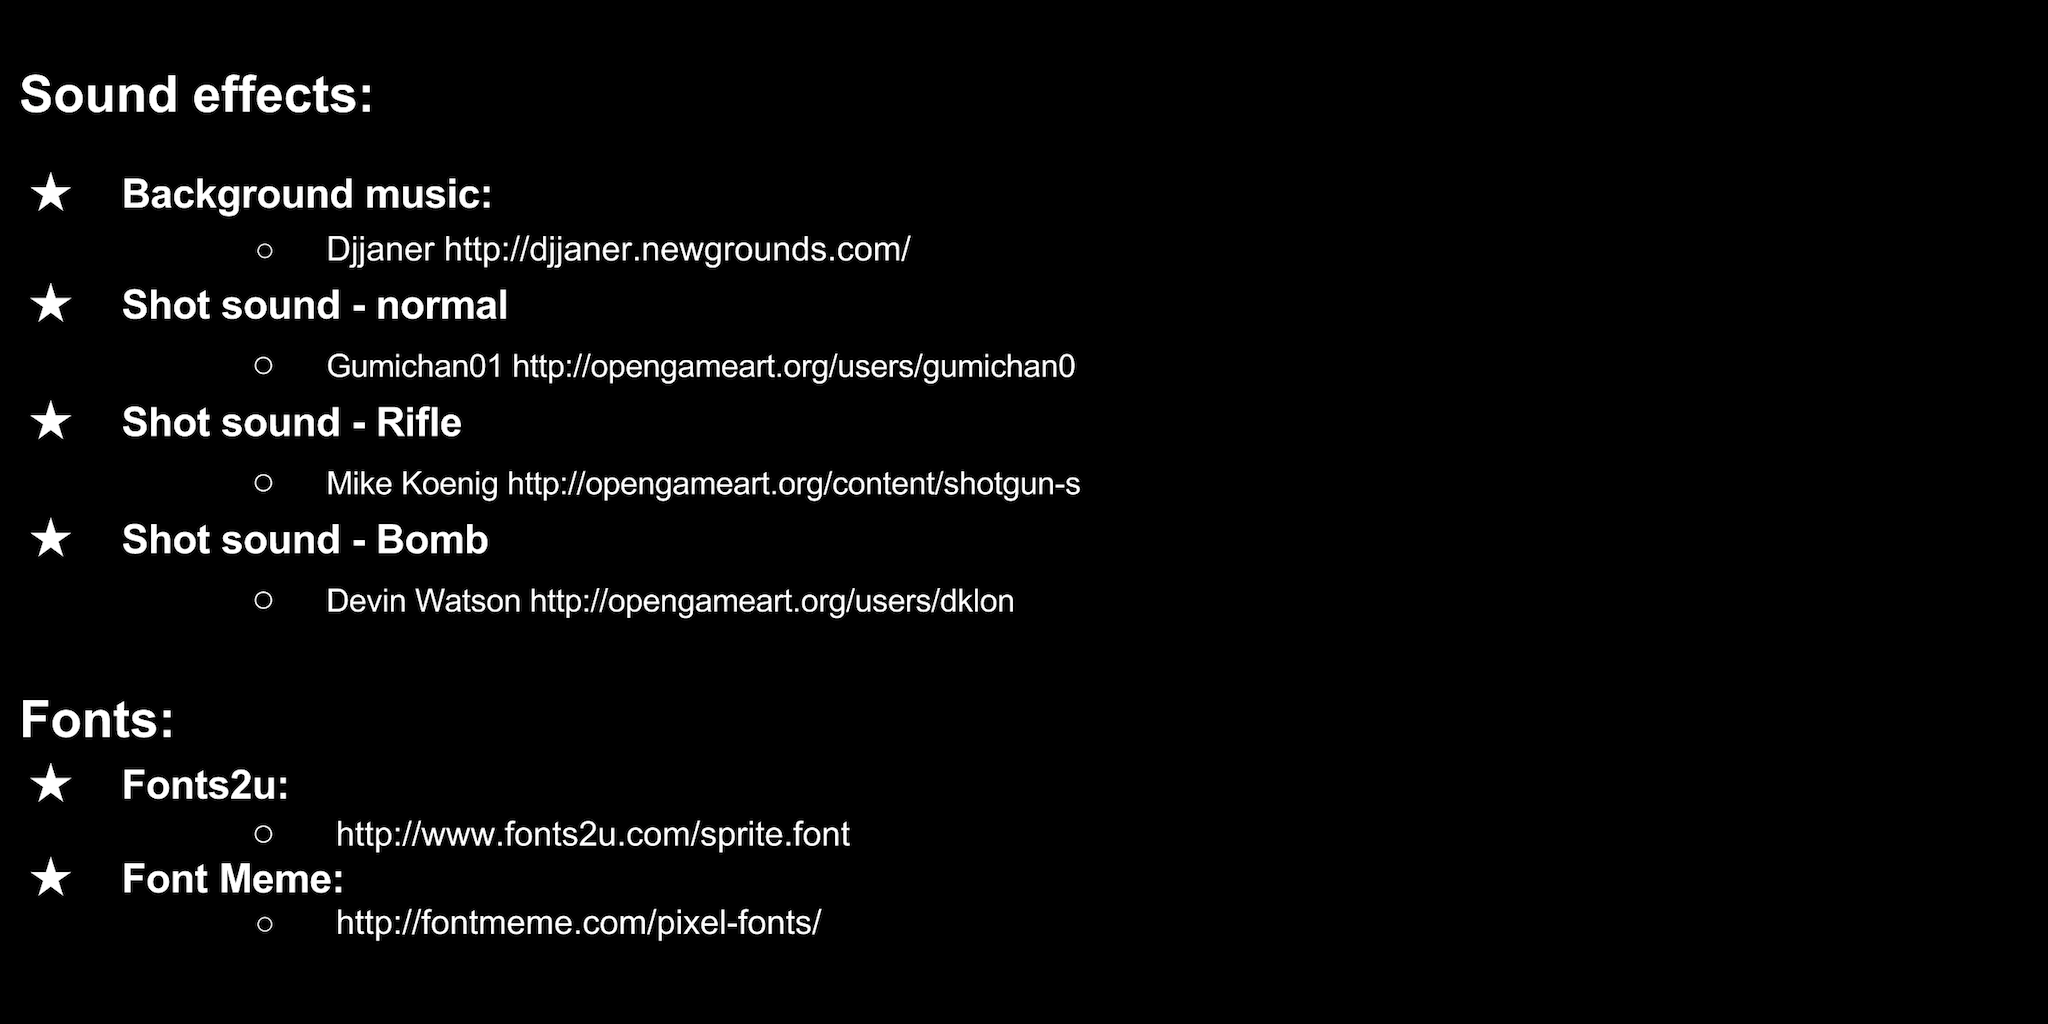 Sound effects:
★ Background music:
○ Djjaner http://djjaner.newgrounds.com/
★ Shot sound - normal
○ Gumichan01 http://opengameart.org/users/gumichan0
★ Shot sound - Rifle
○ Mike Koenig http://opengameart.org/content/shotgun-s
★ Shot sound - Bomb
○ Devin Watson http://opengameart.org/users/dklon
Fonts:
★ Fonts2u:
○ http://www.fonts2u.com/sprite.font
★ Font Meme:
○ http://fontmeme.com/pixel-fonts/